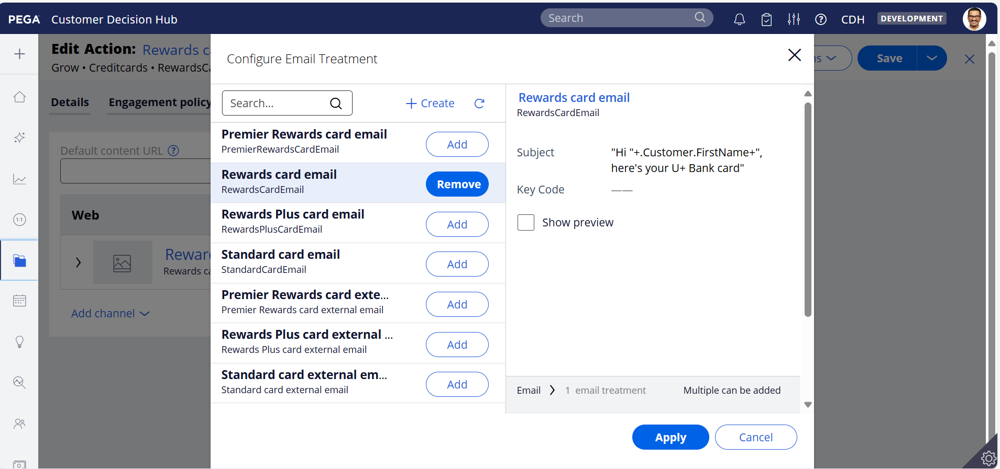 PEGA Customer Decision Hub
Search
CDH
DEVELOPMENT
Edit Action: Rewards c
Grow • Creditcards • RewardsC
Save
Details
Engagement policy
Default content URL ?
Web
Rewar
Rewards ca
Add channel
Configure Email Treatment
Search...
+ Create
Premier Rewards card email
PremierRewardsCardEmail
Add
Rewards card email
RewardsCardEmail
Remove
Rewards Plus card email
RewardsPlusCardEmail
Add
Standard card email
StandardCardEmail
Add
Premier Rewards card exte...
Premier Rewards card external email
Add
Rewards Plus card external ...
Rewards Plus card external email
Add
Standard card external em...
Standard card external email
Add
Rewards card email
RewardsCardEmail
Subject
"Hi "+.Customer.FirstName+",
here's your U+ Bank card"
Key Code
——
Show preview
Email
1 email treatment
Multiple can be added
Apply
Cancel